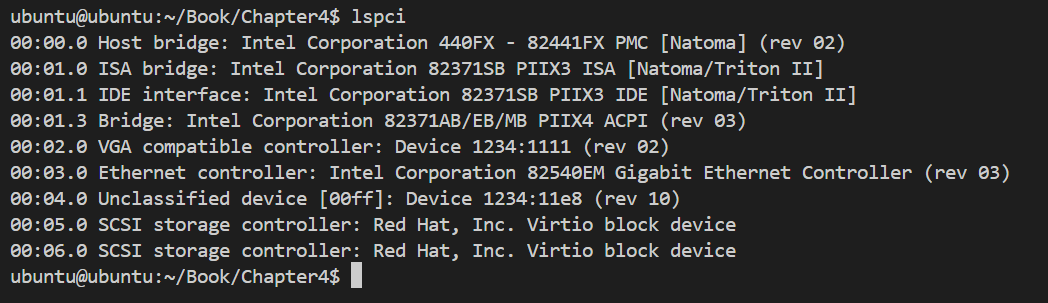 ubuntu@ubuntu:~/Book/Chapter4$ lspci
00:00.0 Host bridge: Intel Corporation 440FX - 82441FX PMC [Natoma] (rev 02)
00:01.0 ISA bridge: Intel Corporation 82371SB PIIX3 ISA [Natoma/Triton II]
00:01.1 IDE interface: Intel Corporation 82371SB PIIX3 IDE [Natoma/Triton II]
00:01.3 Bridge: Intel Corporation 82371AB/EB/MB PIIX4 ACPI (rev 03)
00:02.0 VGA compatible controller: Device 1234:1111 (rev 02)
00:03.0 Ethernet controller: Intel Corporation 82540EM Gigabit Ethernet Controller (rev 03)
00:04.0 Unclassified device [00ff]: Device 1234:11e8 (rev 10)
00:05.0 SCSI storage controller: Red Hat, Inc. Virtio block device
00:06.0 SCSI storage controller: Red Hat, Inc. Virtio block device
ubuntu@ubuntu:~/Book/Chapter4$